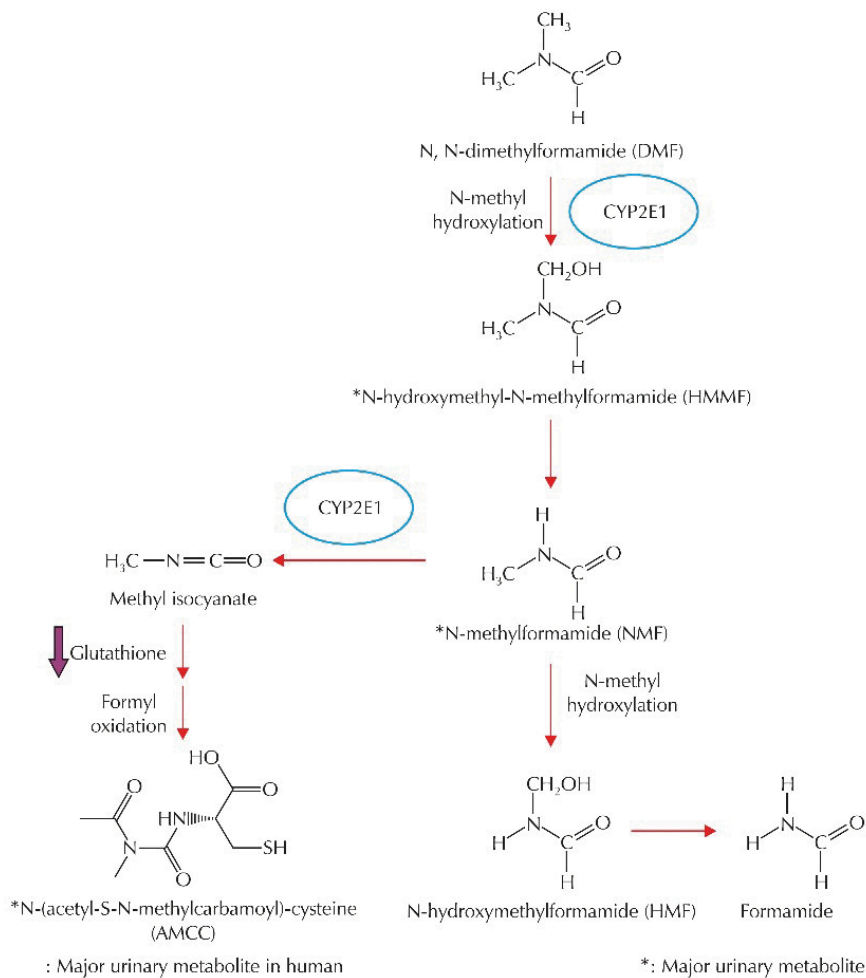 CH3
N
O
H3C
C
H
N, N-dimethylformamide (DMF)
N-methyl
hydroxylation
CYP2E1
CH2OH
N
O
H3C
C
H
*N-hydroxymethyl-N-methylformamide (HMMF)
CYP2E1
H
N
O
H3C
C
H
*N-methylformamide (NMF)
H3C—N=C=O
Methyl isocyanate
Glutathione
Formyl
oxidation
N-methyl
hydroxylation
HO
O
O
HN
SH
N
O
*N-(acetyl-S-N-methylcarbamoyl)-cysteine
(AMCC)
CH2OH
N
O
H
C
H
N-hydroxymethylformamide (HMF)
H
N
O
H
C
H
Formamide
: Major urinary metabolite in human
*: Major urinary metabolite